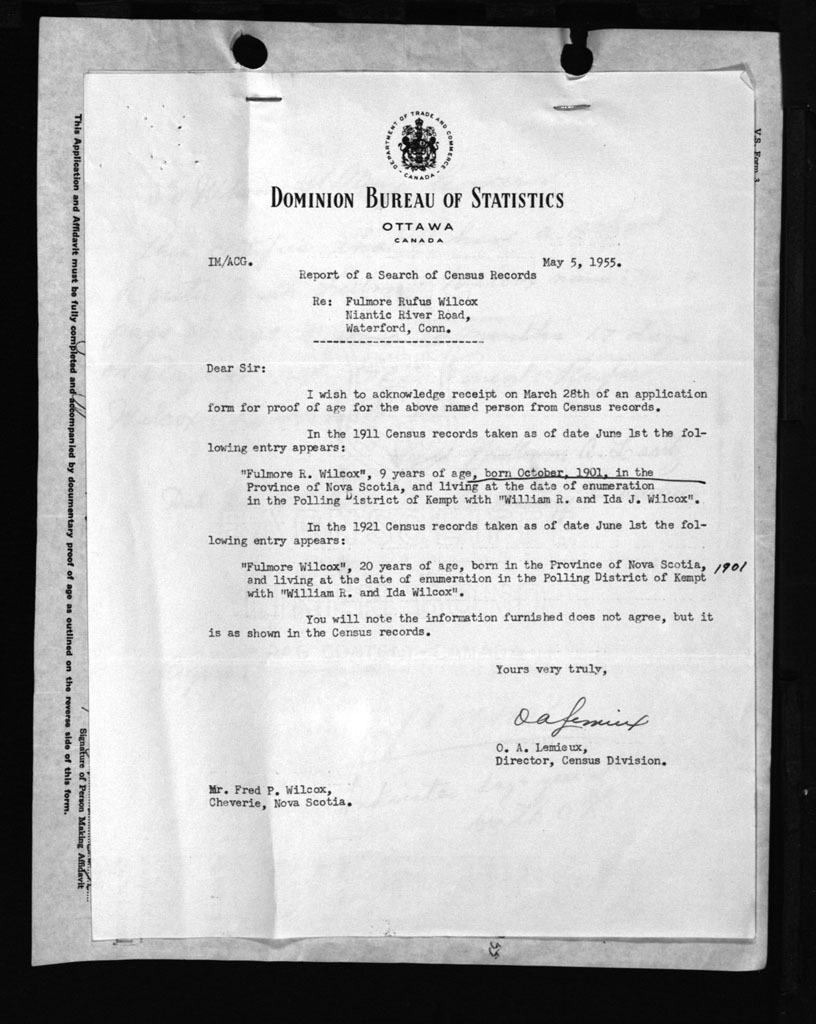 DEPARTMENT OF TRADE AND COMMERCE
- CANADA -
DOMINION BUREAU OF STATISTICS
OTTAWA
CANADA
IM/ACG. May 5, 1955.
Report of a Search of Census Records
Re: Fulmore Rufus Wilcox
Niantic River Road,
Waterford, Conn.
Dear Sir:
I wish to acknowledge receipt on March 28th of an application
form for proof of age for the above named person from Census records.
In the 1911 Census records taken as of date June 1st the fol-
lowing entry appears:
"Fulmore R. Wilcox", 9 years of age, born October, 1901, in the
Province of Nova Scotia, and living at the date of enumeration
in the Polling District of Kempt with "William R. and Ida J. Wilcox".
In the 1921 Census records taken as of date June 1st the fol-
lowing entry appears:
"Fulmore Wilcox", 20 years of age, born in the Province of Nova Scotia, 1901
and living at the date of enumeration in the Polling District of Kempt
with "William R. and Ida Wilcox".
You will note the information furnished does not agree, but it
is as shown in the Census records.
Yours very truly,
O A Lemieux
O. A. Lemieux,
Director, Census Division.
Mr. Fred P. Wilcox,
Cheverie, Nova Scotia.
This Application and Affidavit must be fully completed and accompanied by documentary proof of age as outlined on the reverse side of this form.
Signature of Person Making Affidavit
V.S. Form 3